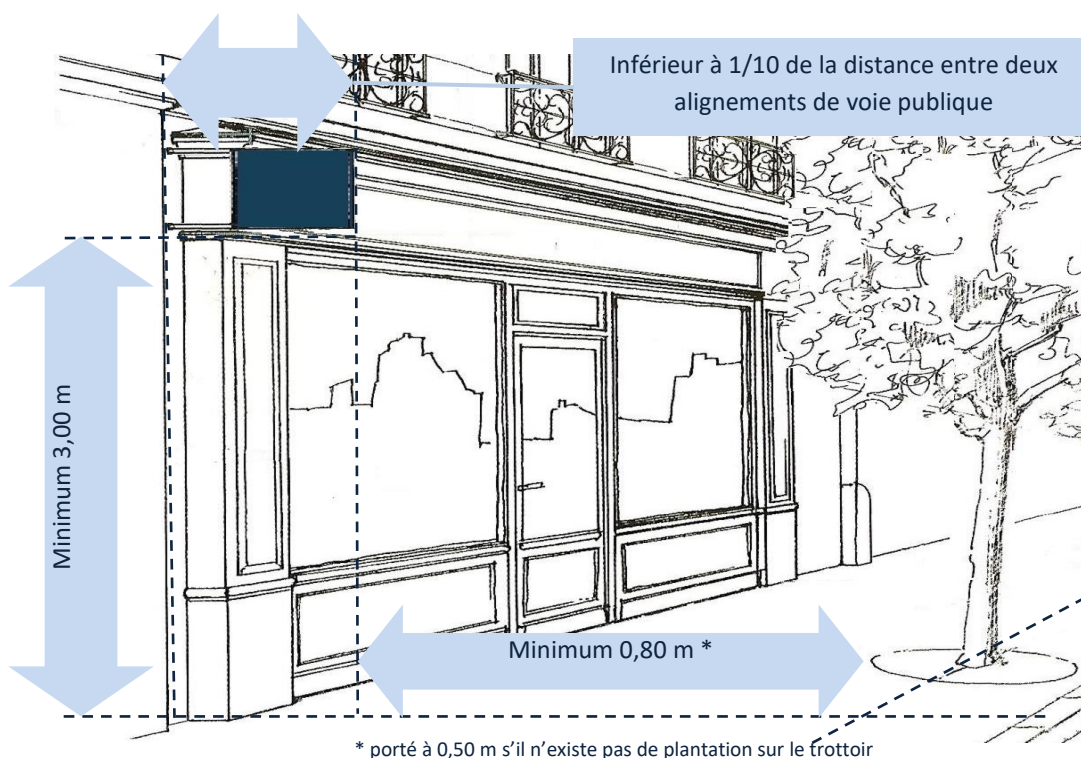 Inférieur à 1/10 de la distance entre deux
alignements de voie publique
Minimum 3,00 m
Minimum 0,80 m *
* porté à 0,50 m s’il n’existe pas de plantation sur le trottoir